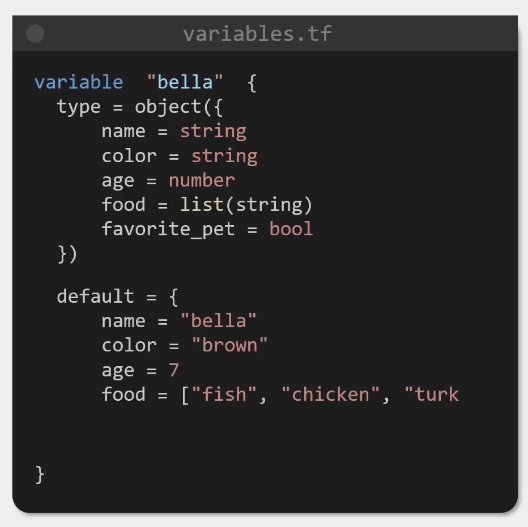 variables.tf
variable "bella" {
type = object({
name = string
color = string
age = number
food = list(string)
favorite_pet = bool
})
default = {
name = "bella"
color = "brown"
age = 7
food = ["fish", "chicken", "turk
}